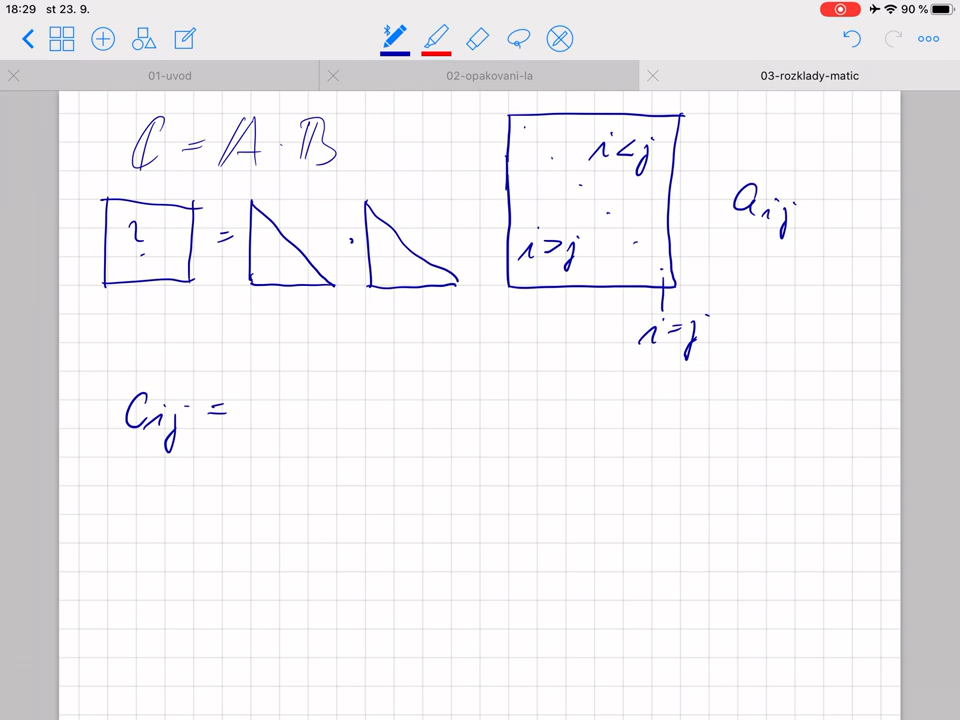 18:29 st 23. 9. 90 %
01-uvod 02-opakovani-la 03-rozklady-matic
ℂ = 𝔸 · 𝔹
i < j
a_ij
? = ·
i > j
i = j
C_ij =